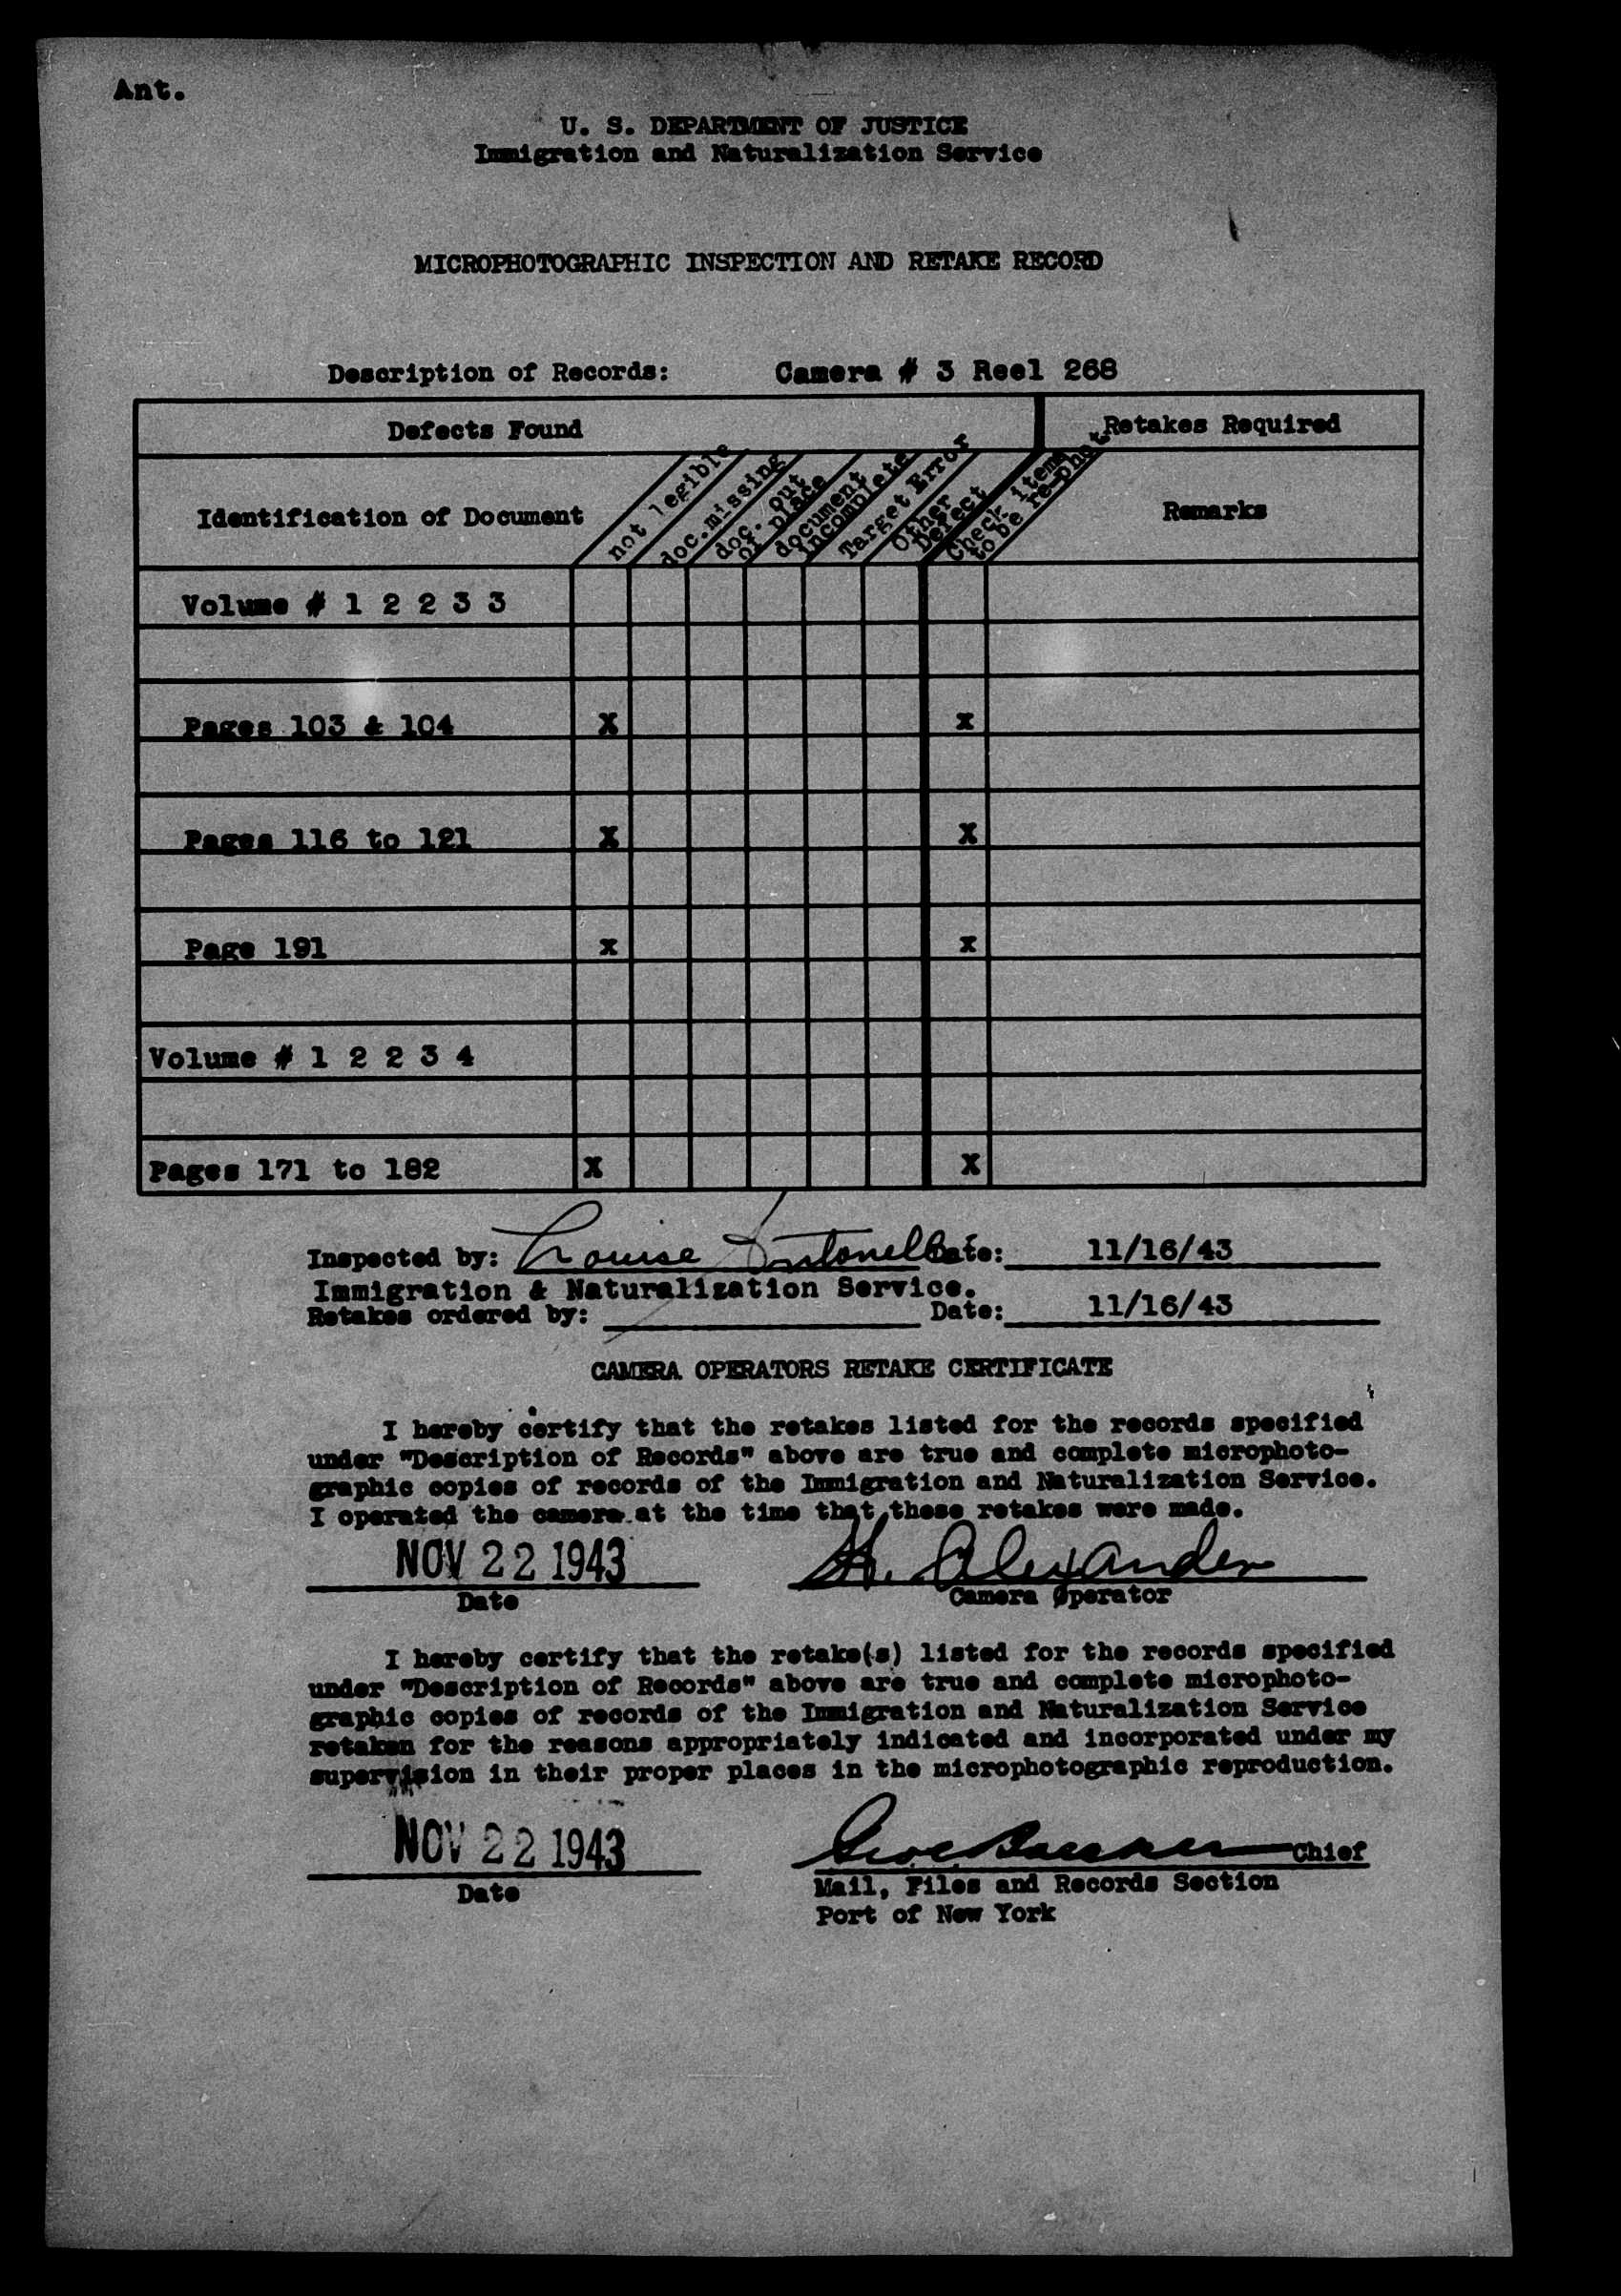 Ant.
U. S. DEPARTMENT OF JUSTICE
Immigration and Naturalization Service
MICROPHOTOGRAPHIC INSPECTION AND RETAKE RECORD
Description of Records: Camera # 3 Reel 268
Defects Found Retakes Required
Identification of Document
not legible
doc.missing
doc. out
of place
document
incomplete
Target Error
Other
Defect
Check items
to be re-phot
Remarks
Volume # 1 2 2 3 3
Pages 103 & 104 X X
Pages 116 to 121 X X
Page 191 X X
Volume # 1 2 2 3 4
Pages 171 to 182 X X
Inspected by: Louise Antonelli Date: 11/16/43
Immigration & Naturalization Service.
Retakes ordered by: Date: 11/16/43
CAMERA OPERATORS RETAKE CERTIFICATE
I hereby certify that the retakes listed for the records specified
under "Description of Records" above are true and complete microphoto-
graphic copies of records of the Immigration and Naturalization Service.
I operated the camera at the time that these retakes were made.
NOV 22 1943 H. Alexander
Date Camera Operator
I hereby certify that the retake(s) listed for the records specified
under "Description of Records" above are true and complete microphoto-
graphic copies of records of the Immigration and Naturalization Service
retaken for the reasons appropriately indicated and incorporated under my
supervision in their proper places in the microphotographic reproduction.
NOV 22 1943 Chief
Date Mail, Files and Records Section
Port of New York